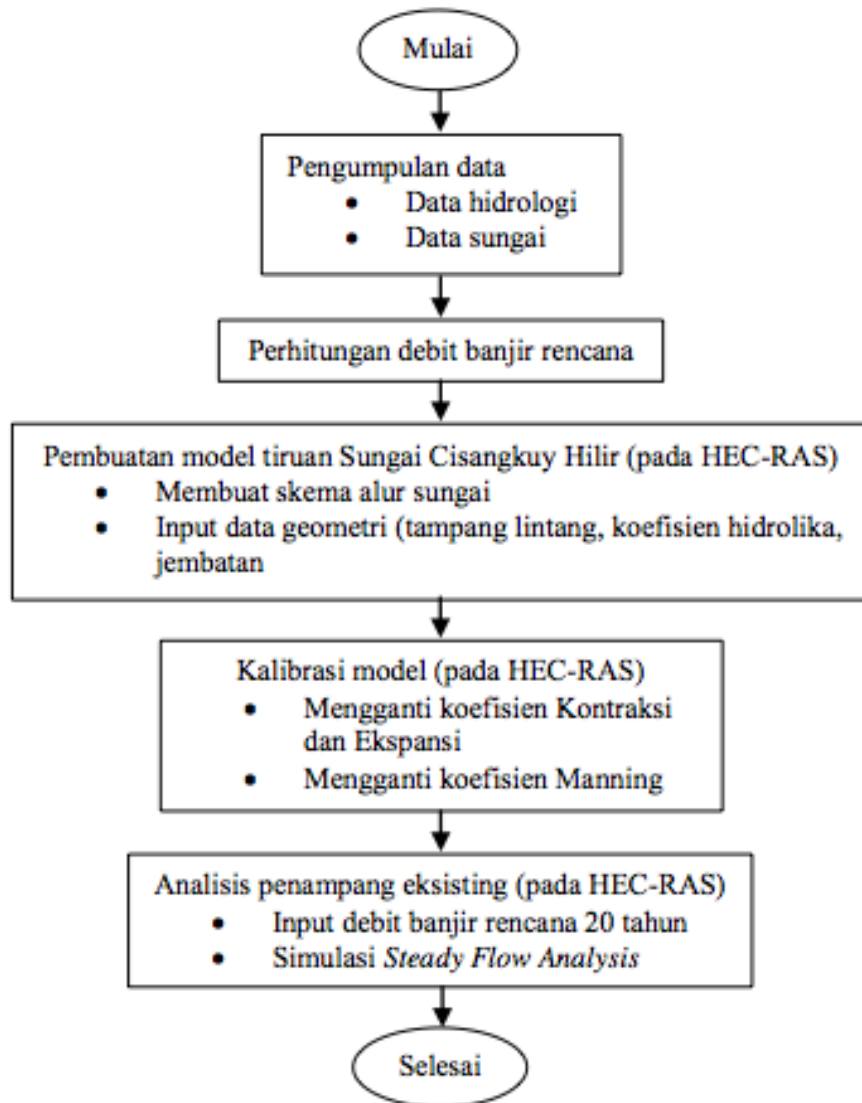 Mulai
Pengumpulan data
• Data hidrologi
• Data sungai
Perhitungan debit banjir rencana
Pembuatan model tiruan Sungai Cisangkuy Hilir (pada HEC-RAS)
• Membuat skema alur sungai
• Input data geometri (tampang lintang, koefisien hidrolika,
jembatan
Kalibrasi model (pada HEC-RAS)
• Mengganti koefisien Kontraksi
dan Ekspansi
• Mengganti koefisien Manning
Analisis penampang eksisting (pada HEC-RAS)
• Input debit banjir rencana 20 tahun
• Simulasi Steady Flow Analysis
Selesai